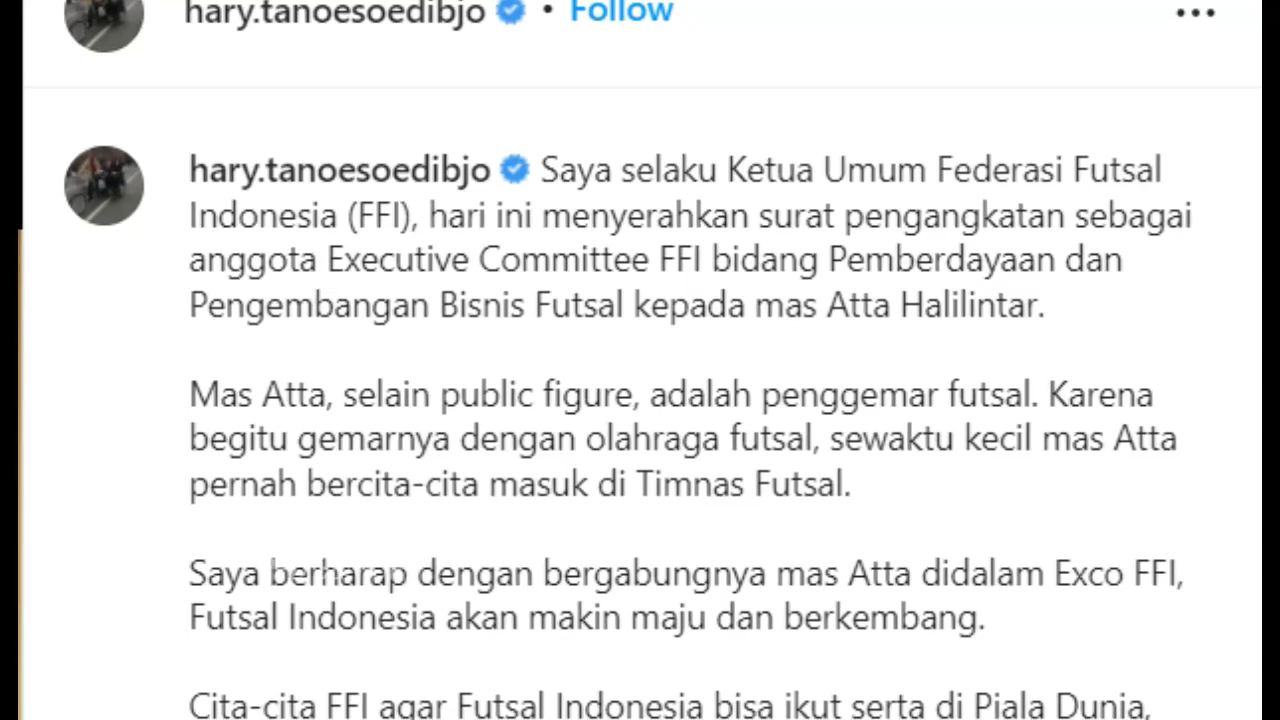 hary.tanoesoedibjo • Follow
hary.tanoesoedibjo Saya selaku Ketua Umum Federasi Futsal
Indonesia (FFI), hari ini menyerahkan surat pengangkatan sebagai
anggota Executive Committee FFI bidang Pemberdayaan dan
Pengembangan Bisnis Futsal kepada mas Atta Halilintar.
Mas Atta, selain public figure, adalah penggemar futsal. Karena
begitu gemarnya dengan olahraga futsal, sewaktu kecil mas Atta
pernah bercita-cita masuk di Timnas Futsal.
Saya berharap dengan bergabungnya mas Atta didalam Exco FFI,
Futsal Indonesia akan makin maju dan berkembang.
Cita-cita FFI agar Futsal Indonesia bisa ikut serta di Piala Dunia,